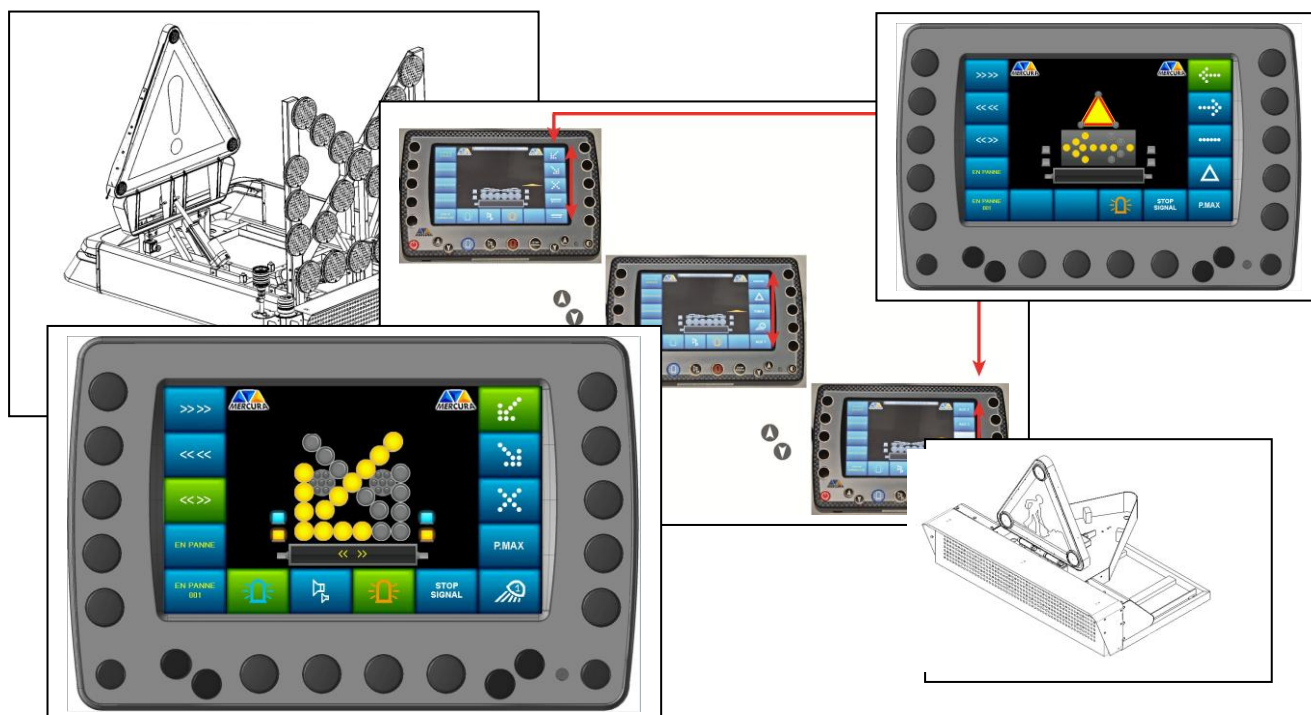 >> >>
<< <<
<< >>
EN PANNE
EN PANNE
001
MERCURA
MERCURA
STOP
SIGNAL
P.MAX
>> >>
<< <<
<< >>
EN PANNE
EN PANNE
001
MERCURA
MERCURA
<< >>
P.MAX
STOP
SIGNAL